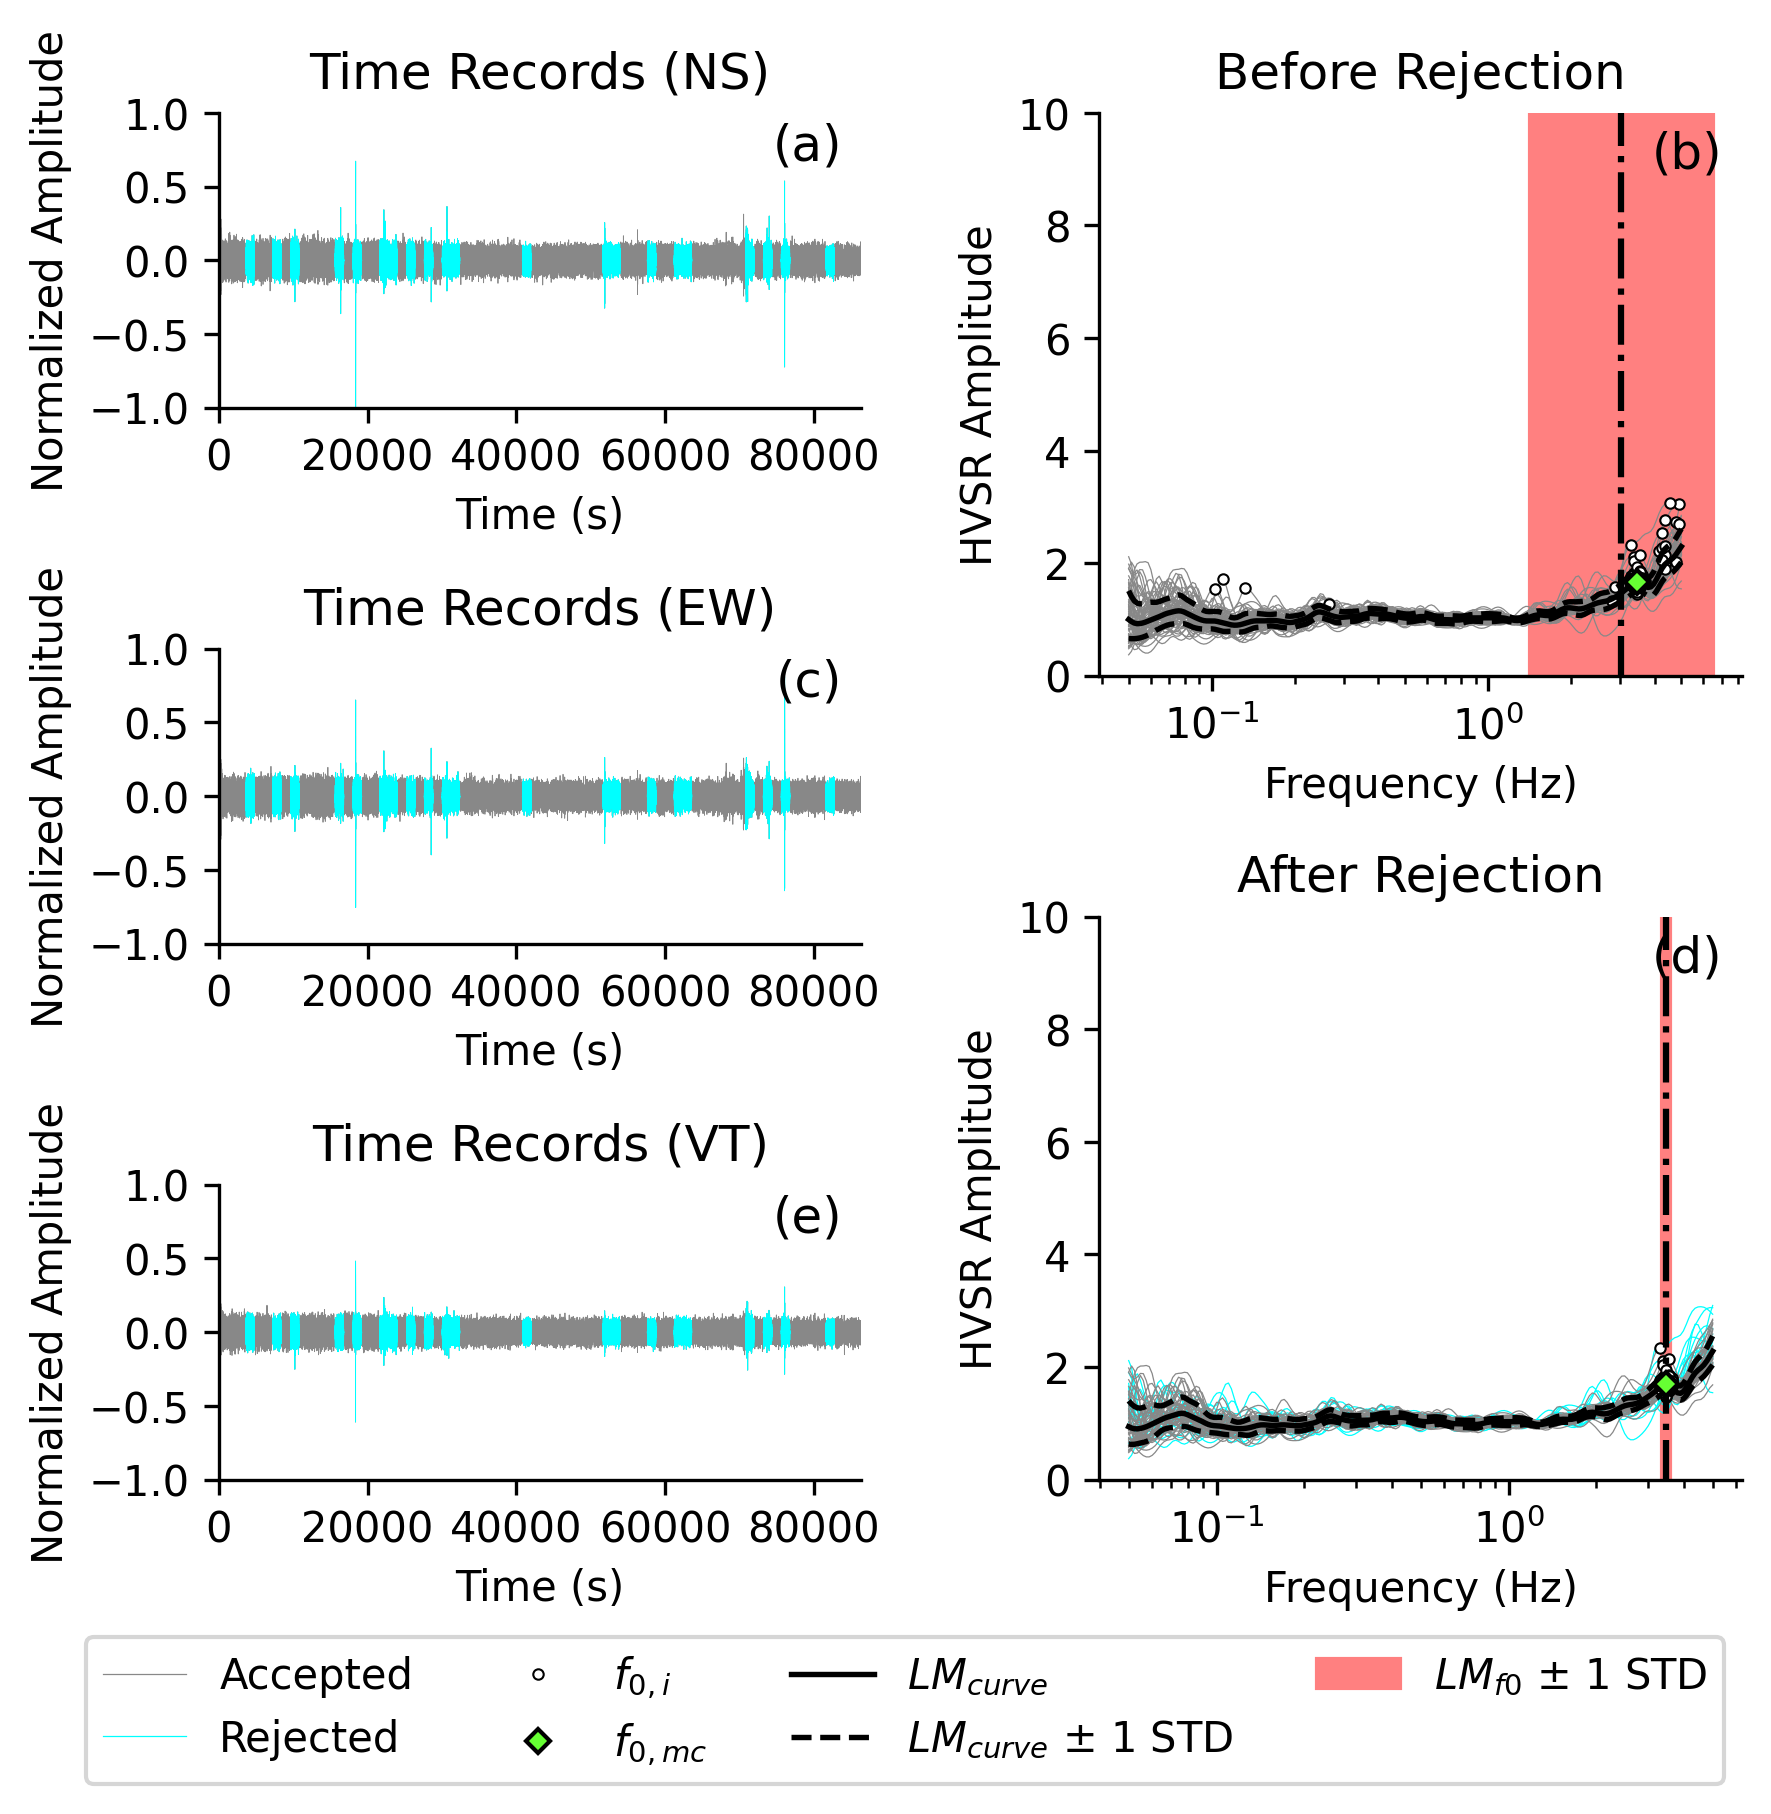 Time Records (NS)
Normalized Amplitude
1.0
0.5
0.0
−0.5
−1.0
(a)
0 20000 40000 60000 80000
Time (s)
Before Rejection
HVSR Amplitude
10
8
6
4
2
0
(b)
10⁻¹ 10⁰
Frequency (Hz)
Time Records (EW)
Normalized Amplitude
1.0
0.5
0.0
−0.5
−1.0
(c)
0 20000 40000 60000 80000
Time (s)
After Rejection
HVSR Amplitude
10
8
6
4
2
0
(d)
10⁻¹ 10⁰
Frequency (Hz)
Time Records (VT)
Normalized Amplitude
1.0
0.5
0.0
−0.5
−1.0
(e)
0 20000 40000 60000 80000
Time (s)
Accepted
Rejected
f0,i
f0,mc
LMcurve
LMcurve ± 1 STD
LMf0 ± 1 STD